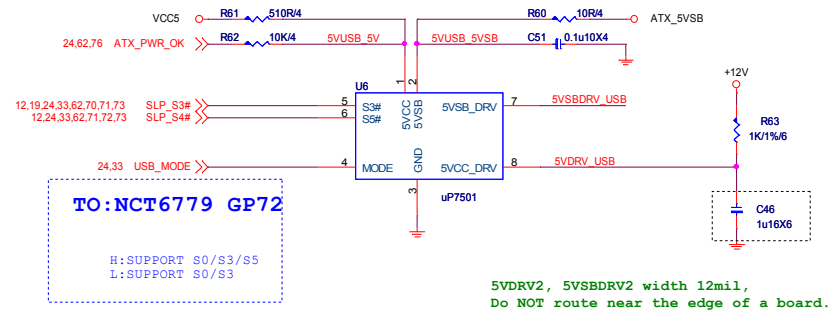 VCC5 R61 510R/4 R60 10R/4 ATX_5VSB
24,62,76 ATX_PWR_OK R62 10K/4 5VUSB_5V 5VUSB_5VSB C51 0.1u10X4
+12V
1 2
U6
12,19,24,33,62,70,71,73 SLP_S3# 5 S3# 5VCC 5VSB 5VSB_DRV 7 5VSBDRV_USB
12,24,33,62,71,72,73 SLP_S4# 6 S5#
R63
1K/1%/6
24,33 USB_MODE 4 MODE GND 5VCC_DRV 8 5VDRV_USB
3 uP7501
TO:NCT6779 GP72
C46
1u16X6
H:SUPPORT S0/S3/S5
L:SUPPORT S0/S3
5VDRV2, 5VSBDRV2 width 12mil,
Do NOT route near the edge of a board.